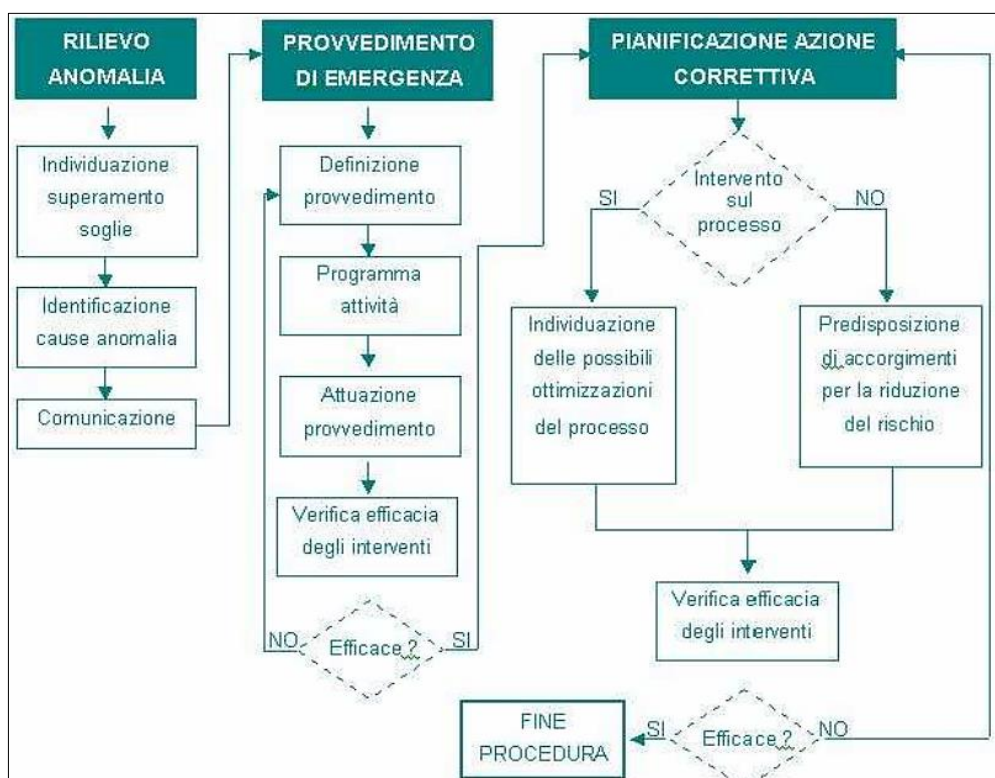 RILIEVO
ANOMALIA
Individuazione
superamento
soglie
Identificazione
cause anomalia
Comunicazione
PROVVEDIMENTO
DI EMERGENZA
Definizione
provvedimento
Programma
attività
Attuazione
provvedimento
Verifica efficacia
degli interventi
NO
Efficace ?
SI
PIANIFICAZIONE AZIONE
CORRETTIVA
Intervento
sul
processo
SI
NO
Individuazione
delle possibili
ottimizzazioni
del processo
Predisposizione
di accorgimenti
per la riduzione
del rischio
Verifica efficacia
degli interventi
Efficace ?
SI
NO
FINE
PROCEDURA